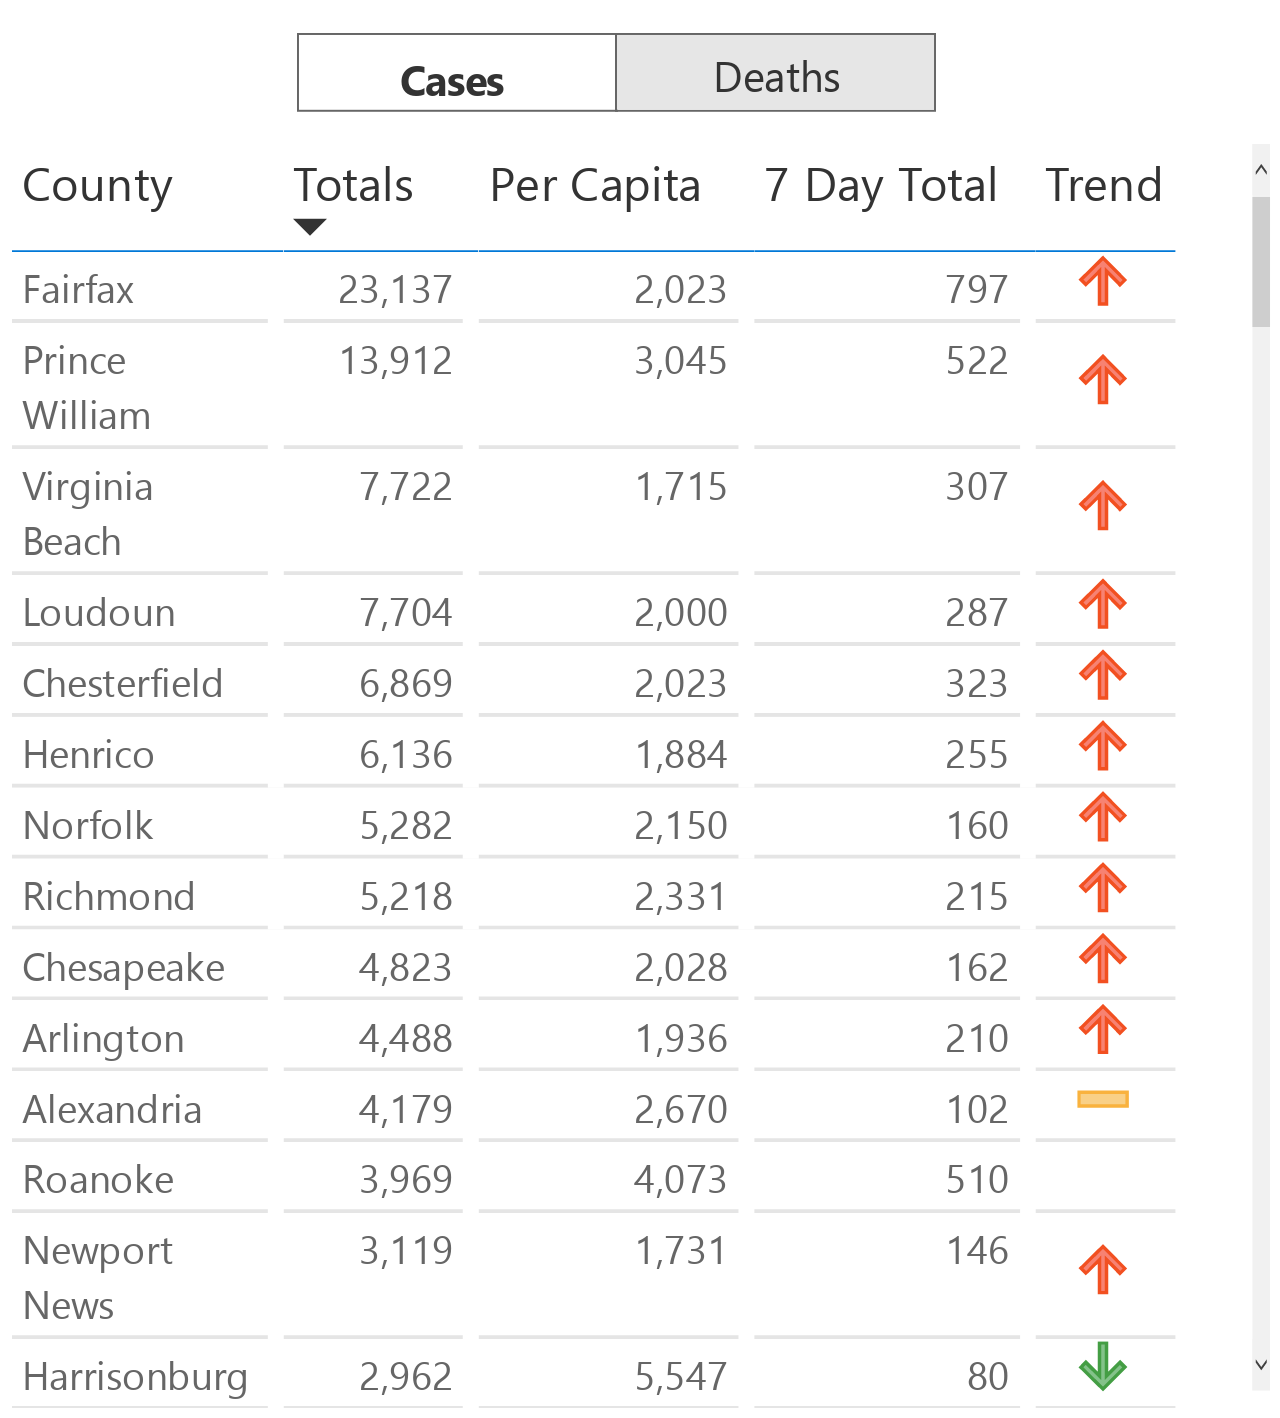 Cases Deaths
County Totals Per Capita 7 Day Total Trend
Fairfax 23,137 2,023 797
Prince 13,912 3,045 522
William
Virginia 7,722 1,715 307
Beach
Loudoun 7,704 2,000 287
Chesterfield 6,869 2,023 323
Henrico 6,136 1,884 255
Norfolk 5,282 2,150 160
Richmond 5,218 2,331 215
Chesapeake 4,823 2,028 162
Arlington 4,488 1,936 210
Alexandria 4,179 2,670 102
Roanoke 3,969 4,073 510
Newport 3,119 1,731 146
News
Harrisonburg 2,962 5,547 80